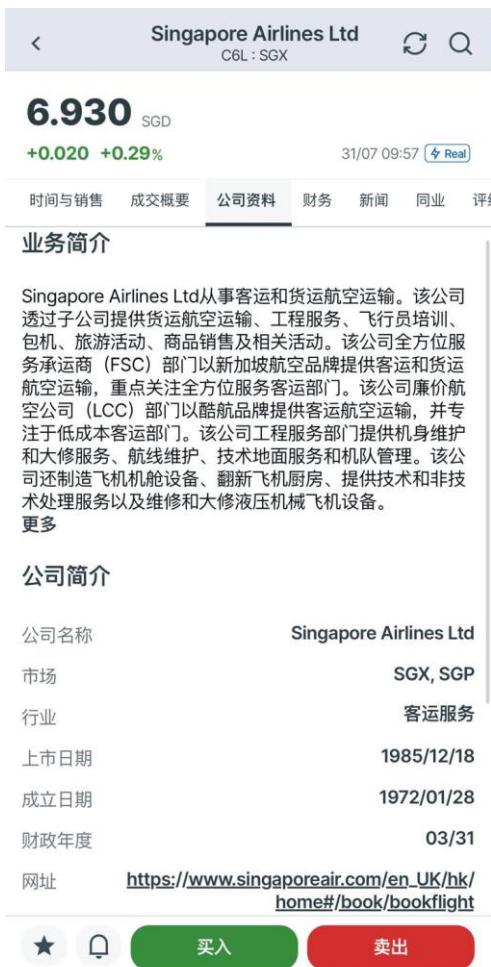 Singapore Airlines Ltd
C6L : SGX
6.930 SGD
+0.020 +0.29%
31/07 09:57 Real
时间与销售 成交概要 公司资料 财务 新闻 同业
业务简介
Singapore Airlines Ltd从事客运和货运航空运输。该公司
透过子公司提供货运航空运输、工程服务、飞行员培训、
包机、旅游活动、商品销售及相关活动。该公司全方位服
务承运商（FSC）部门以新加坡航空品牌提供客运和货运
航空运输，重点关注全方位服务客运部门。该公司廉价航
空公司（LCC）部门以酷航品牌提供客运航空运输，并专
注于低成本客运部门。该公司工程服务部门提供机身维护
和大修服务、航线维护、技术地面服务和机队管理。该公
司还制造飞机机舱设备、翻新飞机厨房、提供技术和非技
术处理服务以及维修和大修液压机械飞机设备。
更多
公司简介
公司名称 Singapore Airlines Ltd
市场 SGX, SGP
行业 客运服务
上市日期 1985/12/18
成立日期 1972/01/28
财政年度 03/31
网址 https://www.singaporeair.com/en_UK/hk/
home#/book/bookflight
买入 卖出